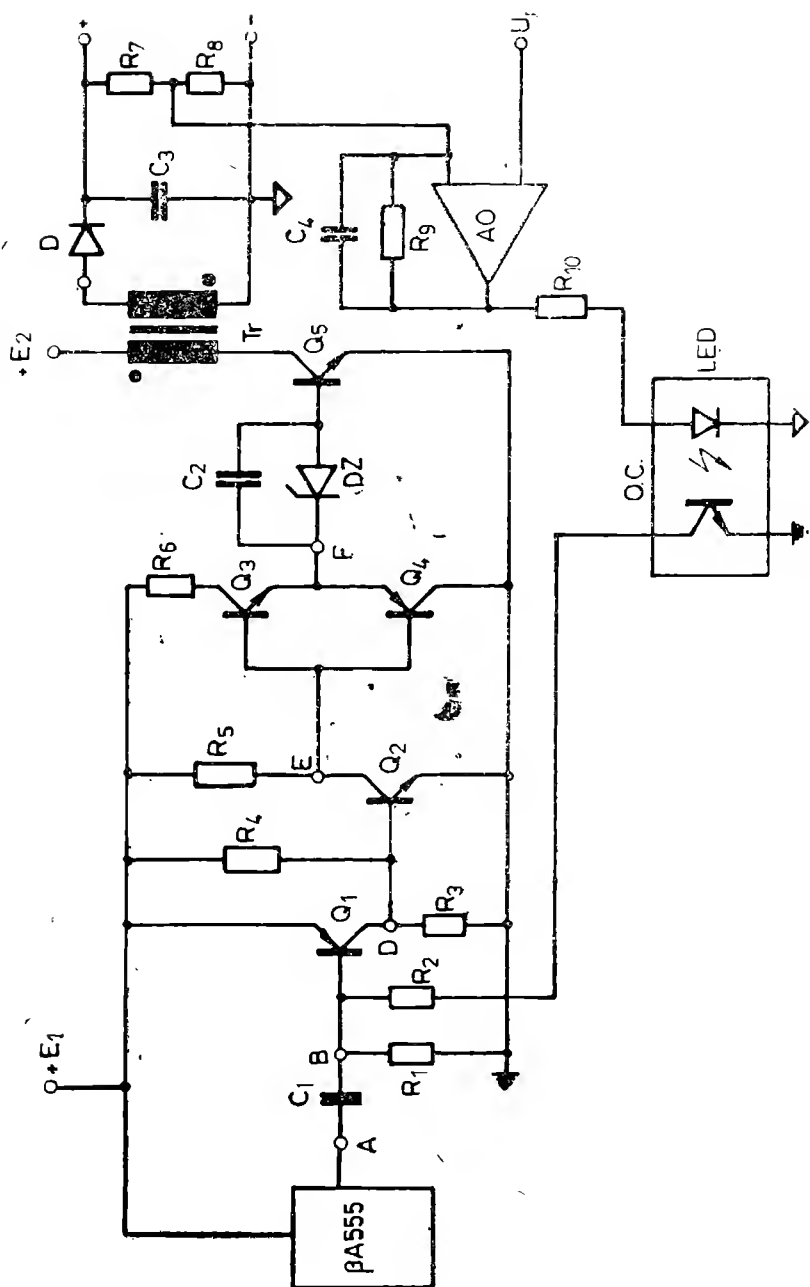 +E1
βA555
A
C1
B
R1
R2
Q1
D
R3
R4
Q2
E
R5
Q3
R6
F
Q4
C2
DZ
Q5
+E2
Tr
D
C3
+
-
R7
R8
C4
R9
AO
U
R10
O.C.
LED